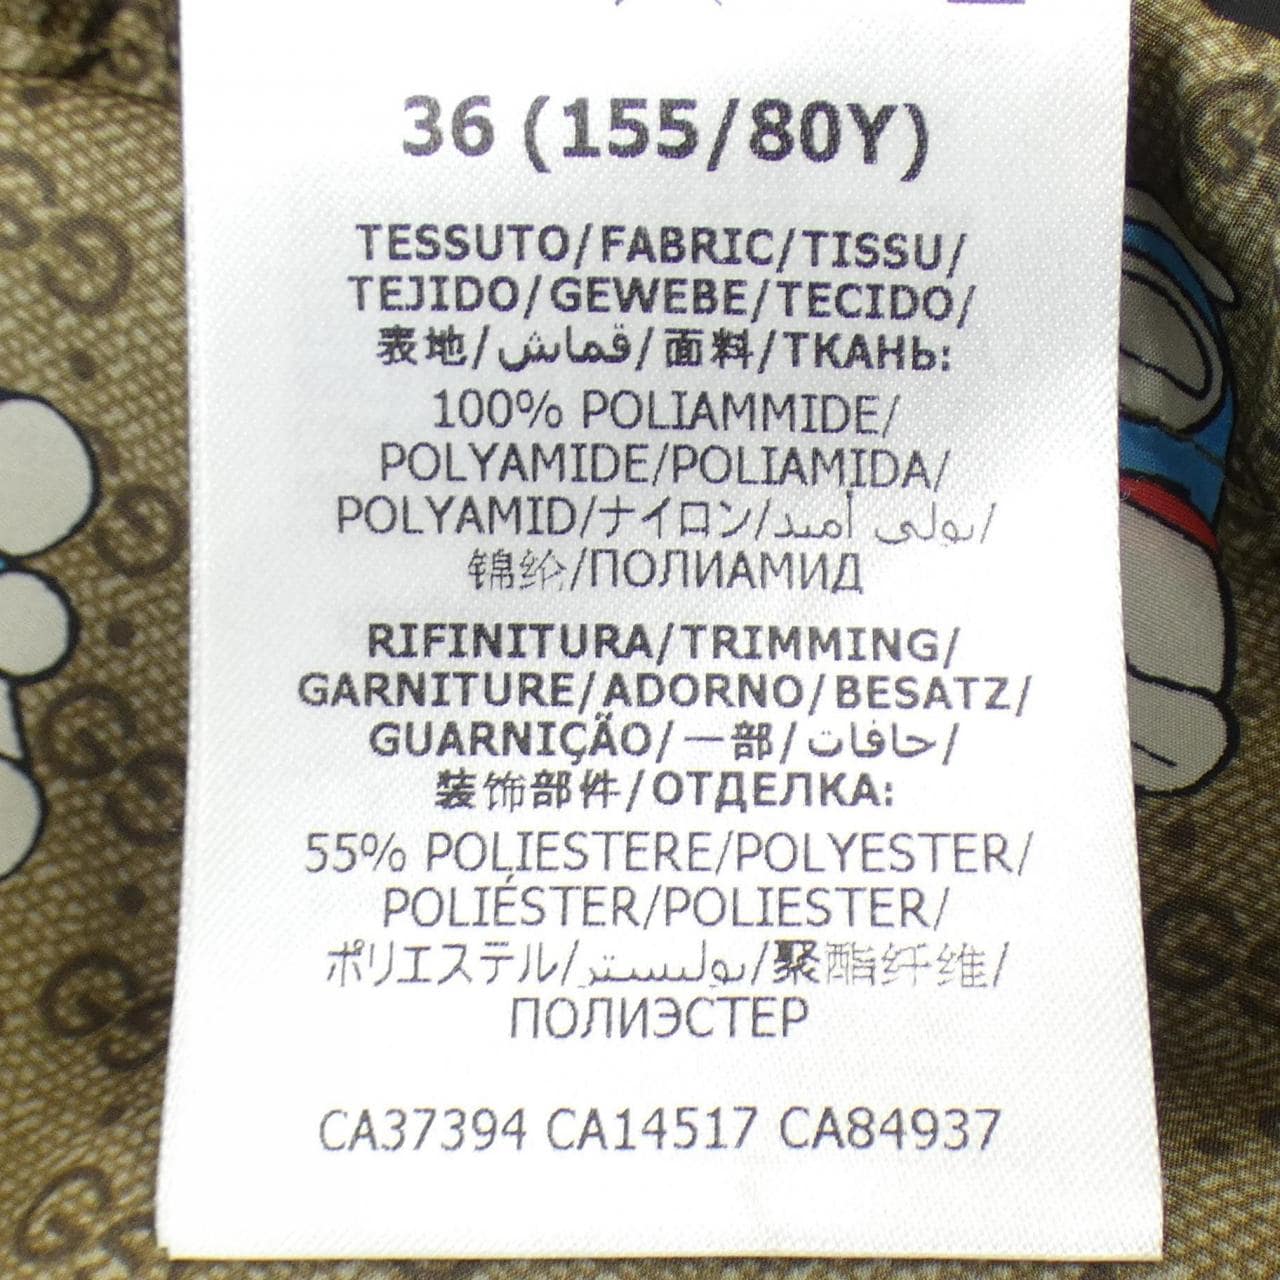 36 (155/80Y)
TESSUTO/FABRIC/TISSU/
TEJIDO/GEWEBE/TECIDO/
表地/قماش/面料/ТКАНЬ:
100% POLIAMMIDE/
POLYAMIDE/POLIAMIDA/
POLYAMID/ナイロン/بولي أميد/
锦纶/ПОЛИАМИД
RIFINITURA/TRIMMING/
GARNITURE/ADORNO/BESATZ/
GUARNIÇÃO/一部/حافات/
装饰部件/ОТДЕЛКА:
55% POLIESTERE/POLYESTER/
POLIÉSTER/POLIESTER/
ポリエステル/بوليستر/聚酯纤维/
ПОЛИЭСТЕР
CA37394 CA14517 CA84937